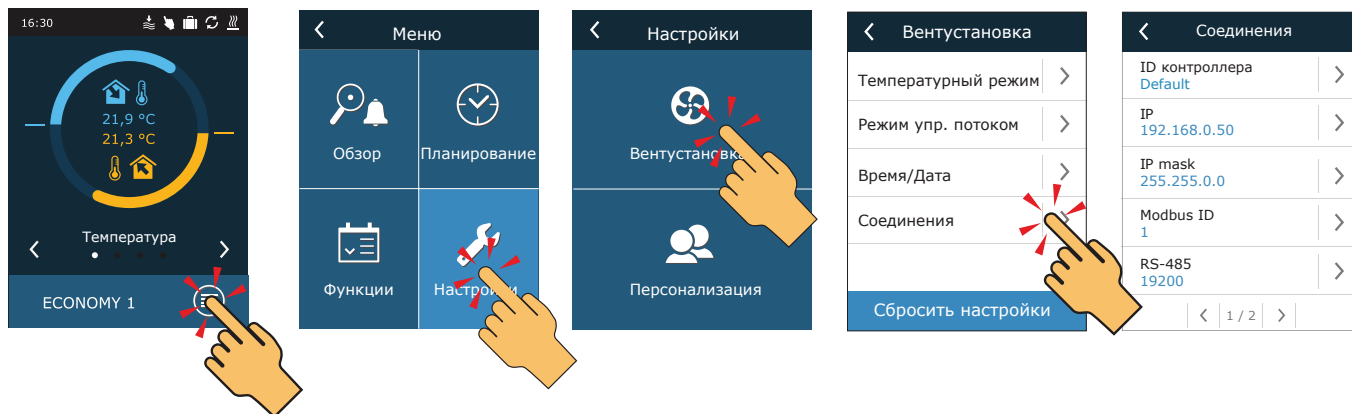 16:30
21,9 °C
21,3 °C
Температура
ECONOMY 1
Меню
Обзор
Планирование
Функции
Настройки
Настройки
Вентустановка
Персонализация
Вентустановка
Температурный режим
Режим упр. потоком
Время/Дата
Соединения
Сбросить настройки
Соединения
ID контроллера
Default
IP
192.168.0.50
IP mask
255.255.0.0
Modbus ID
1
RS-485
19200
1 / 2